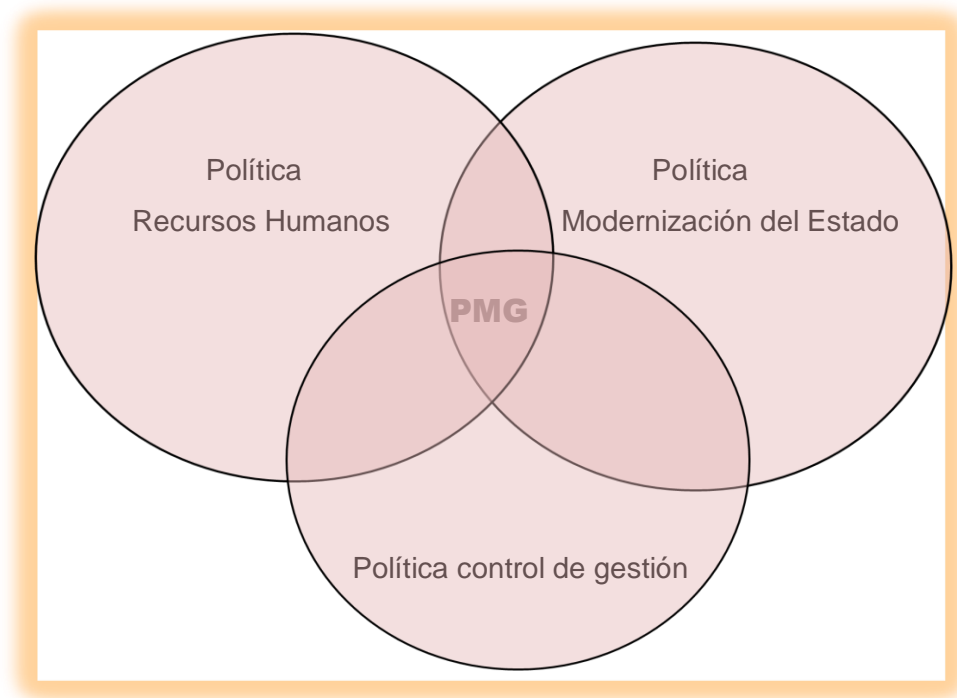 Política
Recursos Humanos
Política
Modernización del Estado
PMG
Política control de gestión